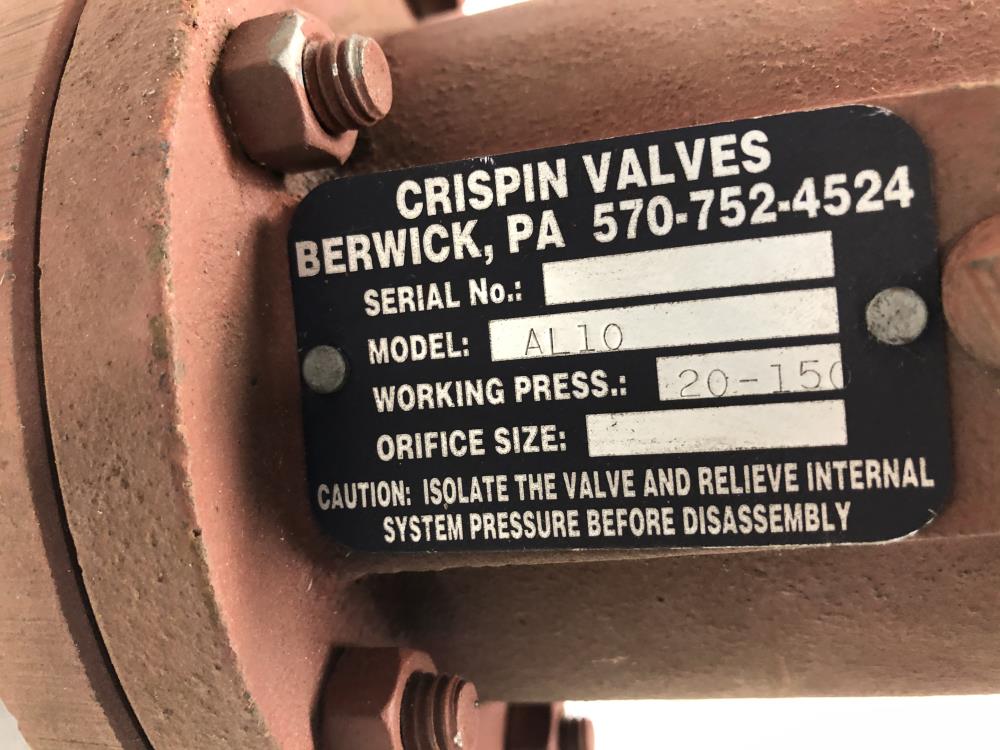 CRISPIN VALVES
BERWICK, PA 570-752-4524
SERIAL No.:
MODEL: AL10
WORKING PRESS.: 20-150
ORIFICE SIZE:
CAUTION: ISOLATE THE VALVE AND RELIEVE INTERNAL
SYSTEM PRESSURE BEFORE DISASSEMBLY